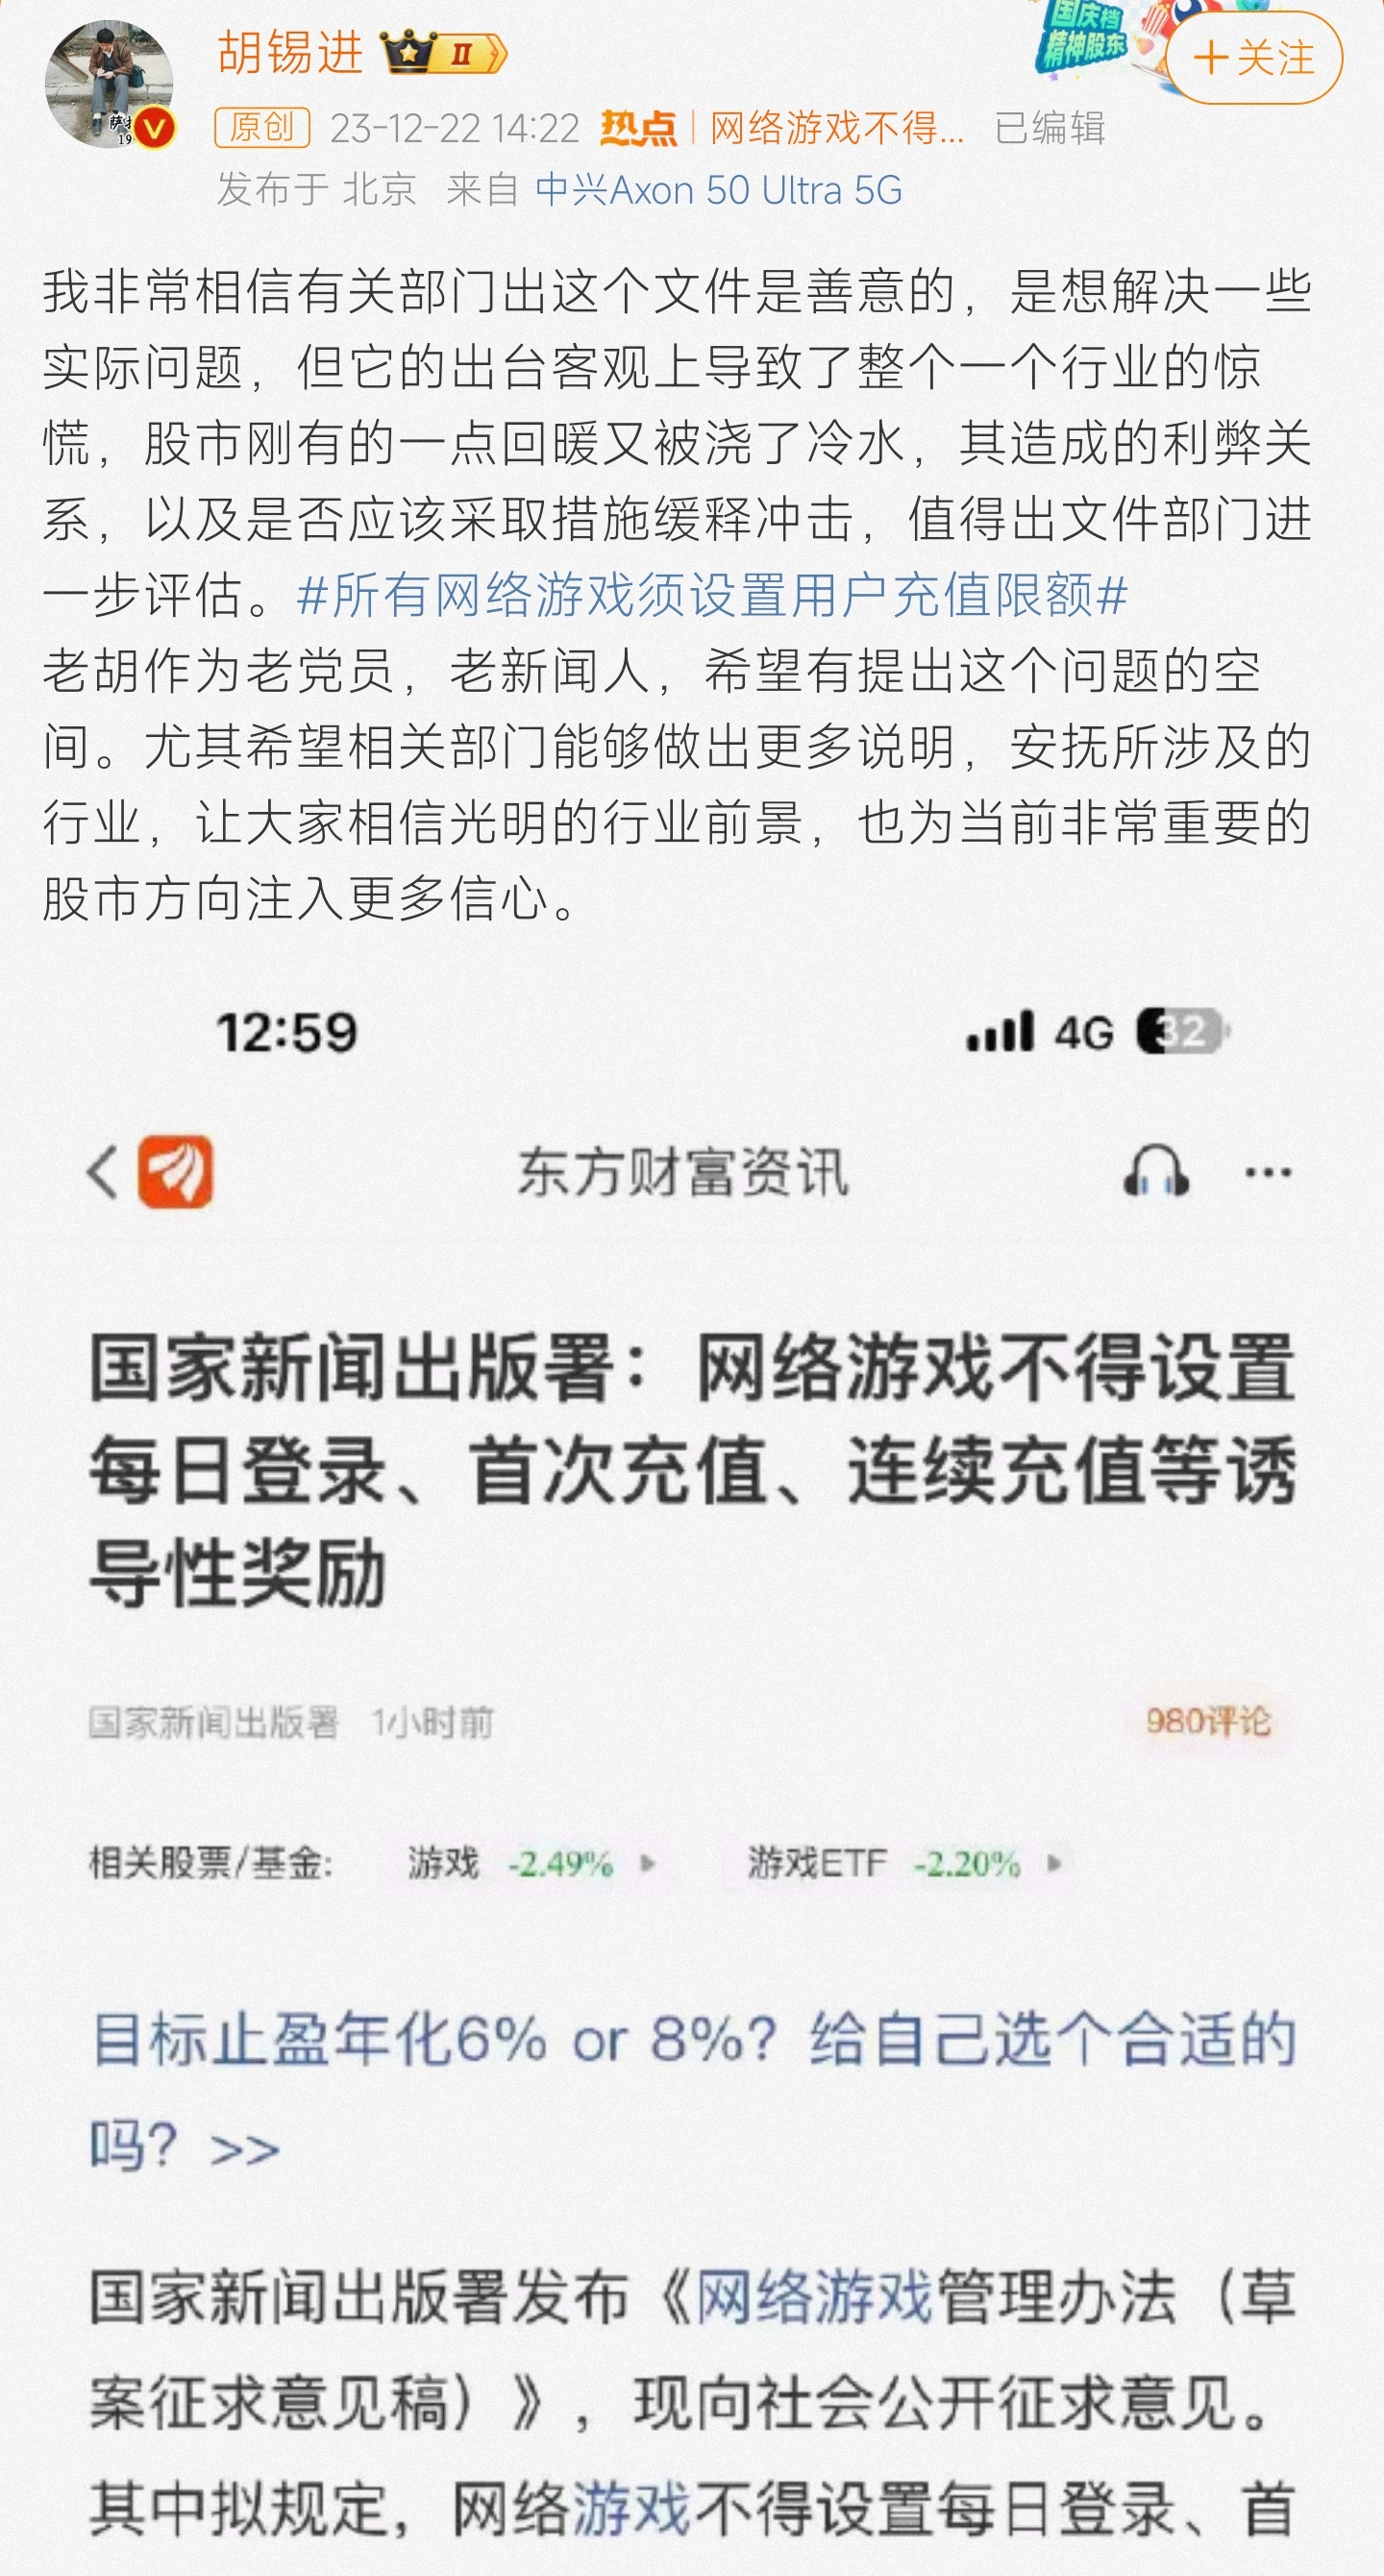 国庆档
精神股东
胡锡进 II
+关注
原创 23-12-22 14:22 热点 | 网络游戏不得... 已编辑
发布于 北京 来自 中兴Axon 50 Ultra 5G
我非常相信有关部门出这个文件是善意的，是想解决一些
实际问题，但它的出台客观上导致了整个一个行业的惊
慌，股市刚有的一点回暖又被浇了冷水，其造成的利弊关
系，以及是否应该采取措施缓释冲击，值得出文件部门进
一步评估。#所有网络游戏须设置用户充值限额#
老胡作为老党员，老新闻人，希望有提出这个问题的空
间。尤其希望相关部门能够做出更多说明，安抚所涉及的
行业，让大家相信光明的行业前景，也为当前非常重要的
股市方向注入更多信心。
12:59 4G 32
东方财富资讯 ...
国家新闻出版署：网络游戏不得设置
每日登录、首次充值、连续充值等诱
导性奖励
国家新闻出版署 1小时前 980评论
相关股票/基金: 游戏 -2.49% 游戏ETF -2.20%
目标止盈年化6% or 8%？给自己选个合适的
吗？>>
国家新闻出版署发布《网络游戏管理办法（草
案征求意见稿）》，现向社会公开征求意见。
其中拟规定，网络游戏不得设置每日登录、首